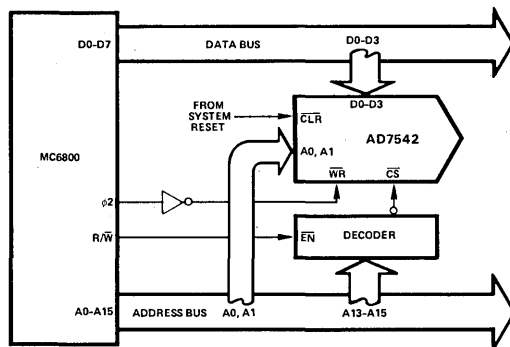 D0-D7
DATA BUS
D0-D3
FROM
SYSTEM
RESET
D0-D3
CLR
AD7542
A0, A1
MC6800
WR
CS
φ2
R/W
EN
DECODER
A0-A15
ADDRESS BUS
A0, A1
A13-A15